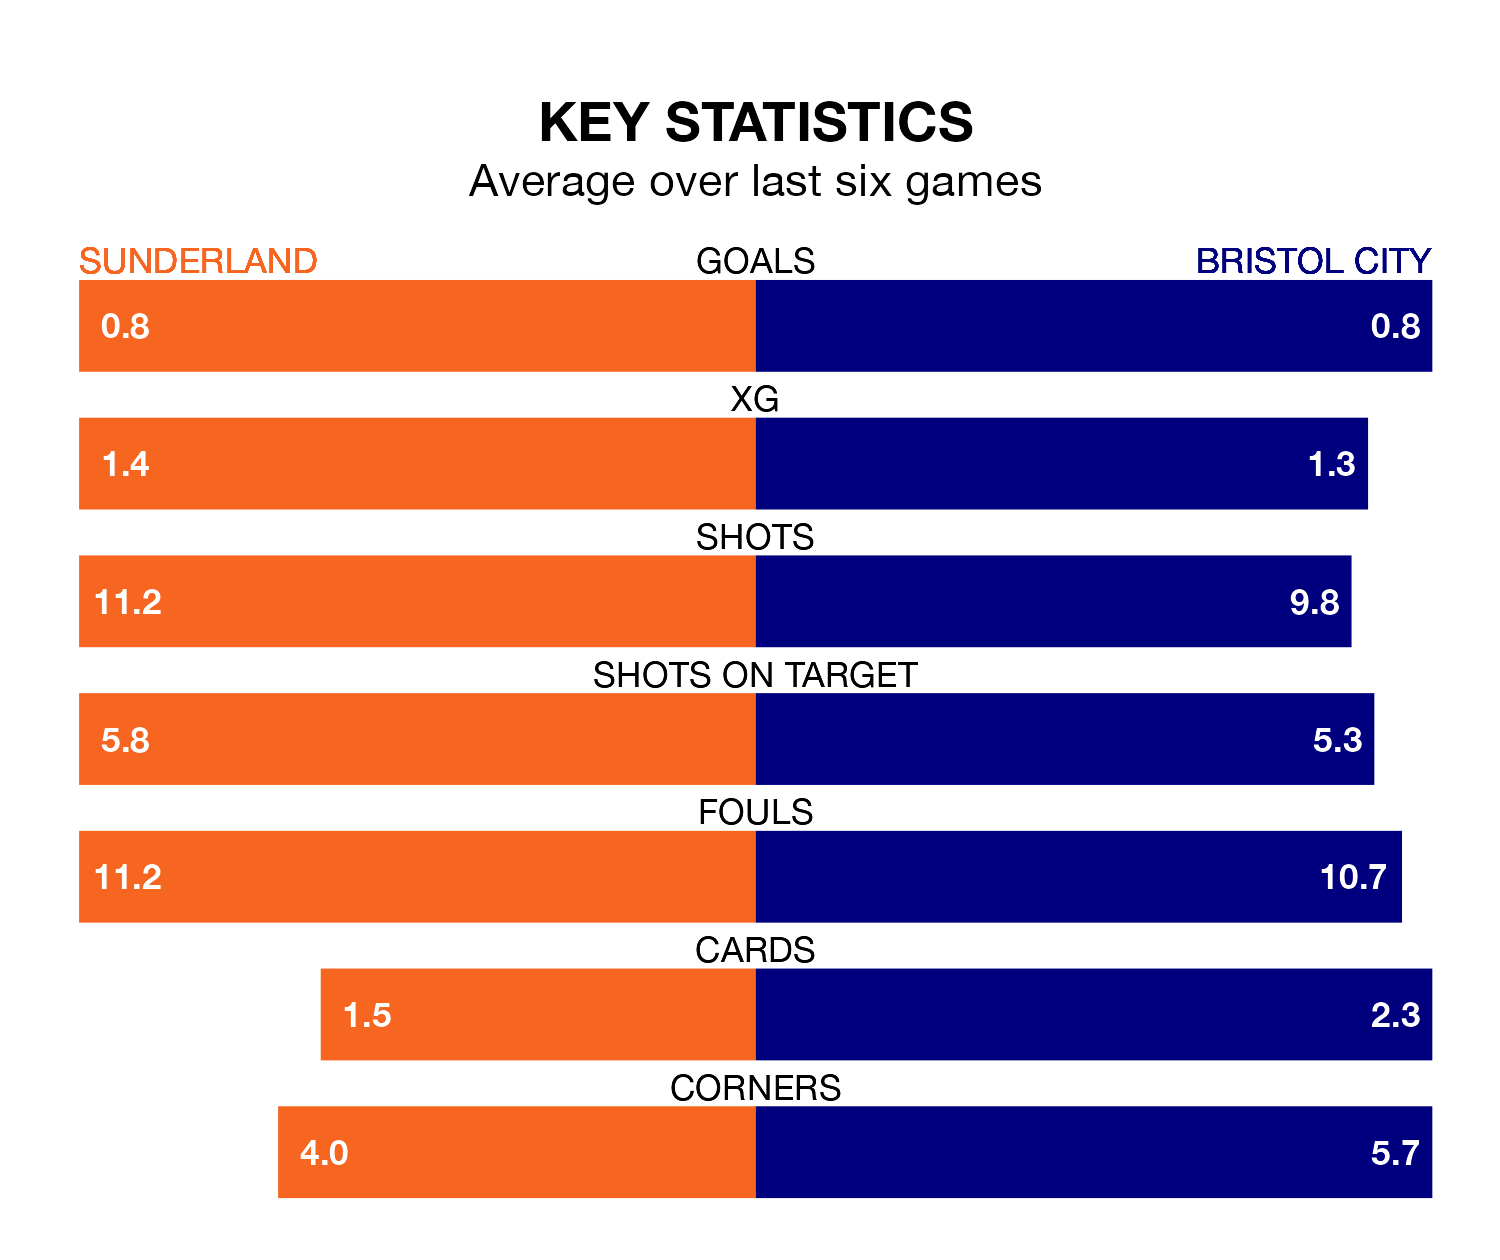 KEY STATISTICS
Average over last six games
SUNDERLAND GOALS BRISTOL CITY
0.8 0.8
XG
1.4 1.3
SHOTS
11.2 9.8
SHOTS ON TARGET
5.8 5.3
FOULS
11.2 10.7
CARDS
1.5 2.3
CORNERS
4.0 5.7